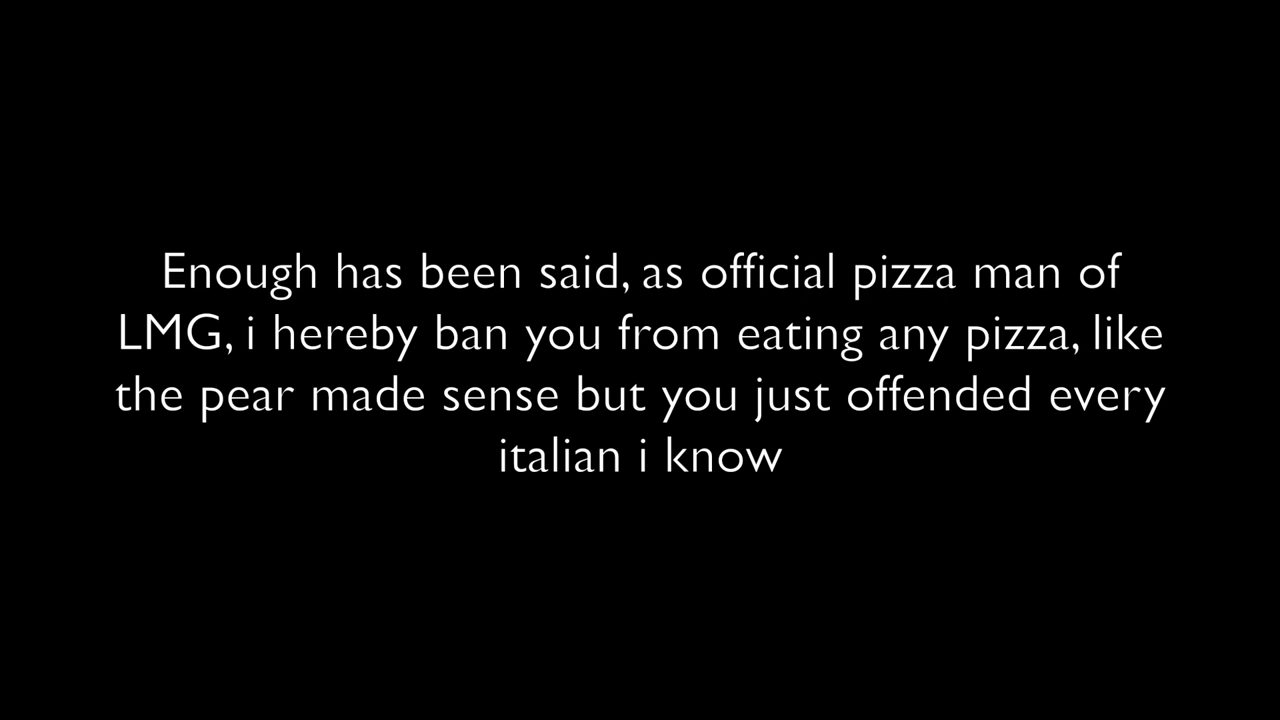 Enough has been said, as official pizza man of
LMG, i hereby ban you from eating any pizza, like
the pear made sense but you just offended every
italian i know